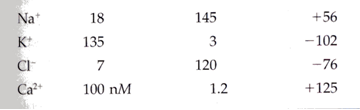 Na⁺ 18 145 +56
K⁺ 135 3 −102
Cl⁻ 7 120 −76
Ca²⁺ 100 nM 1.2 +125